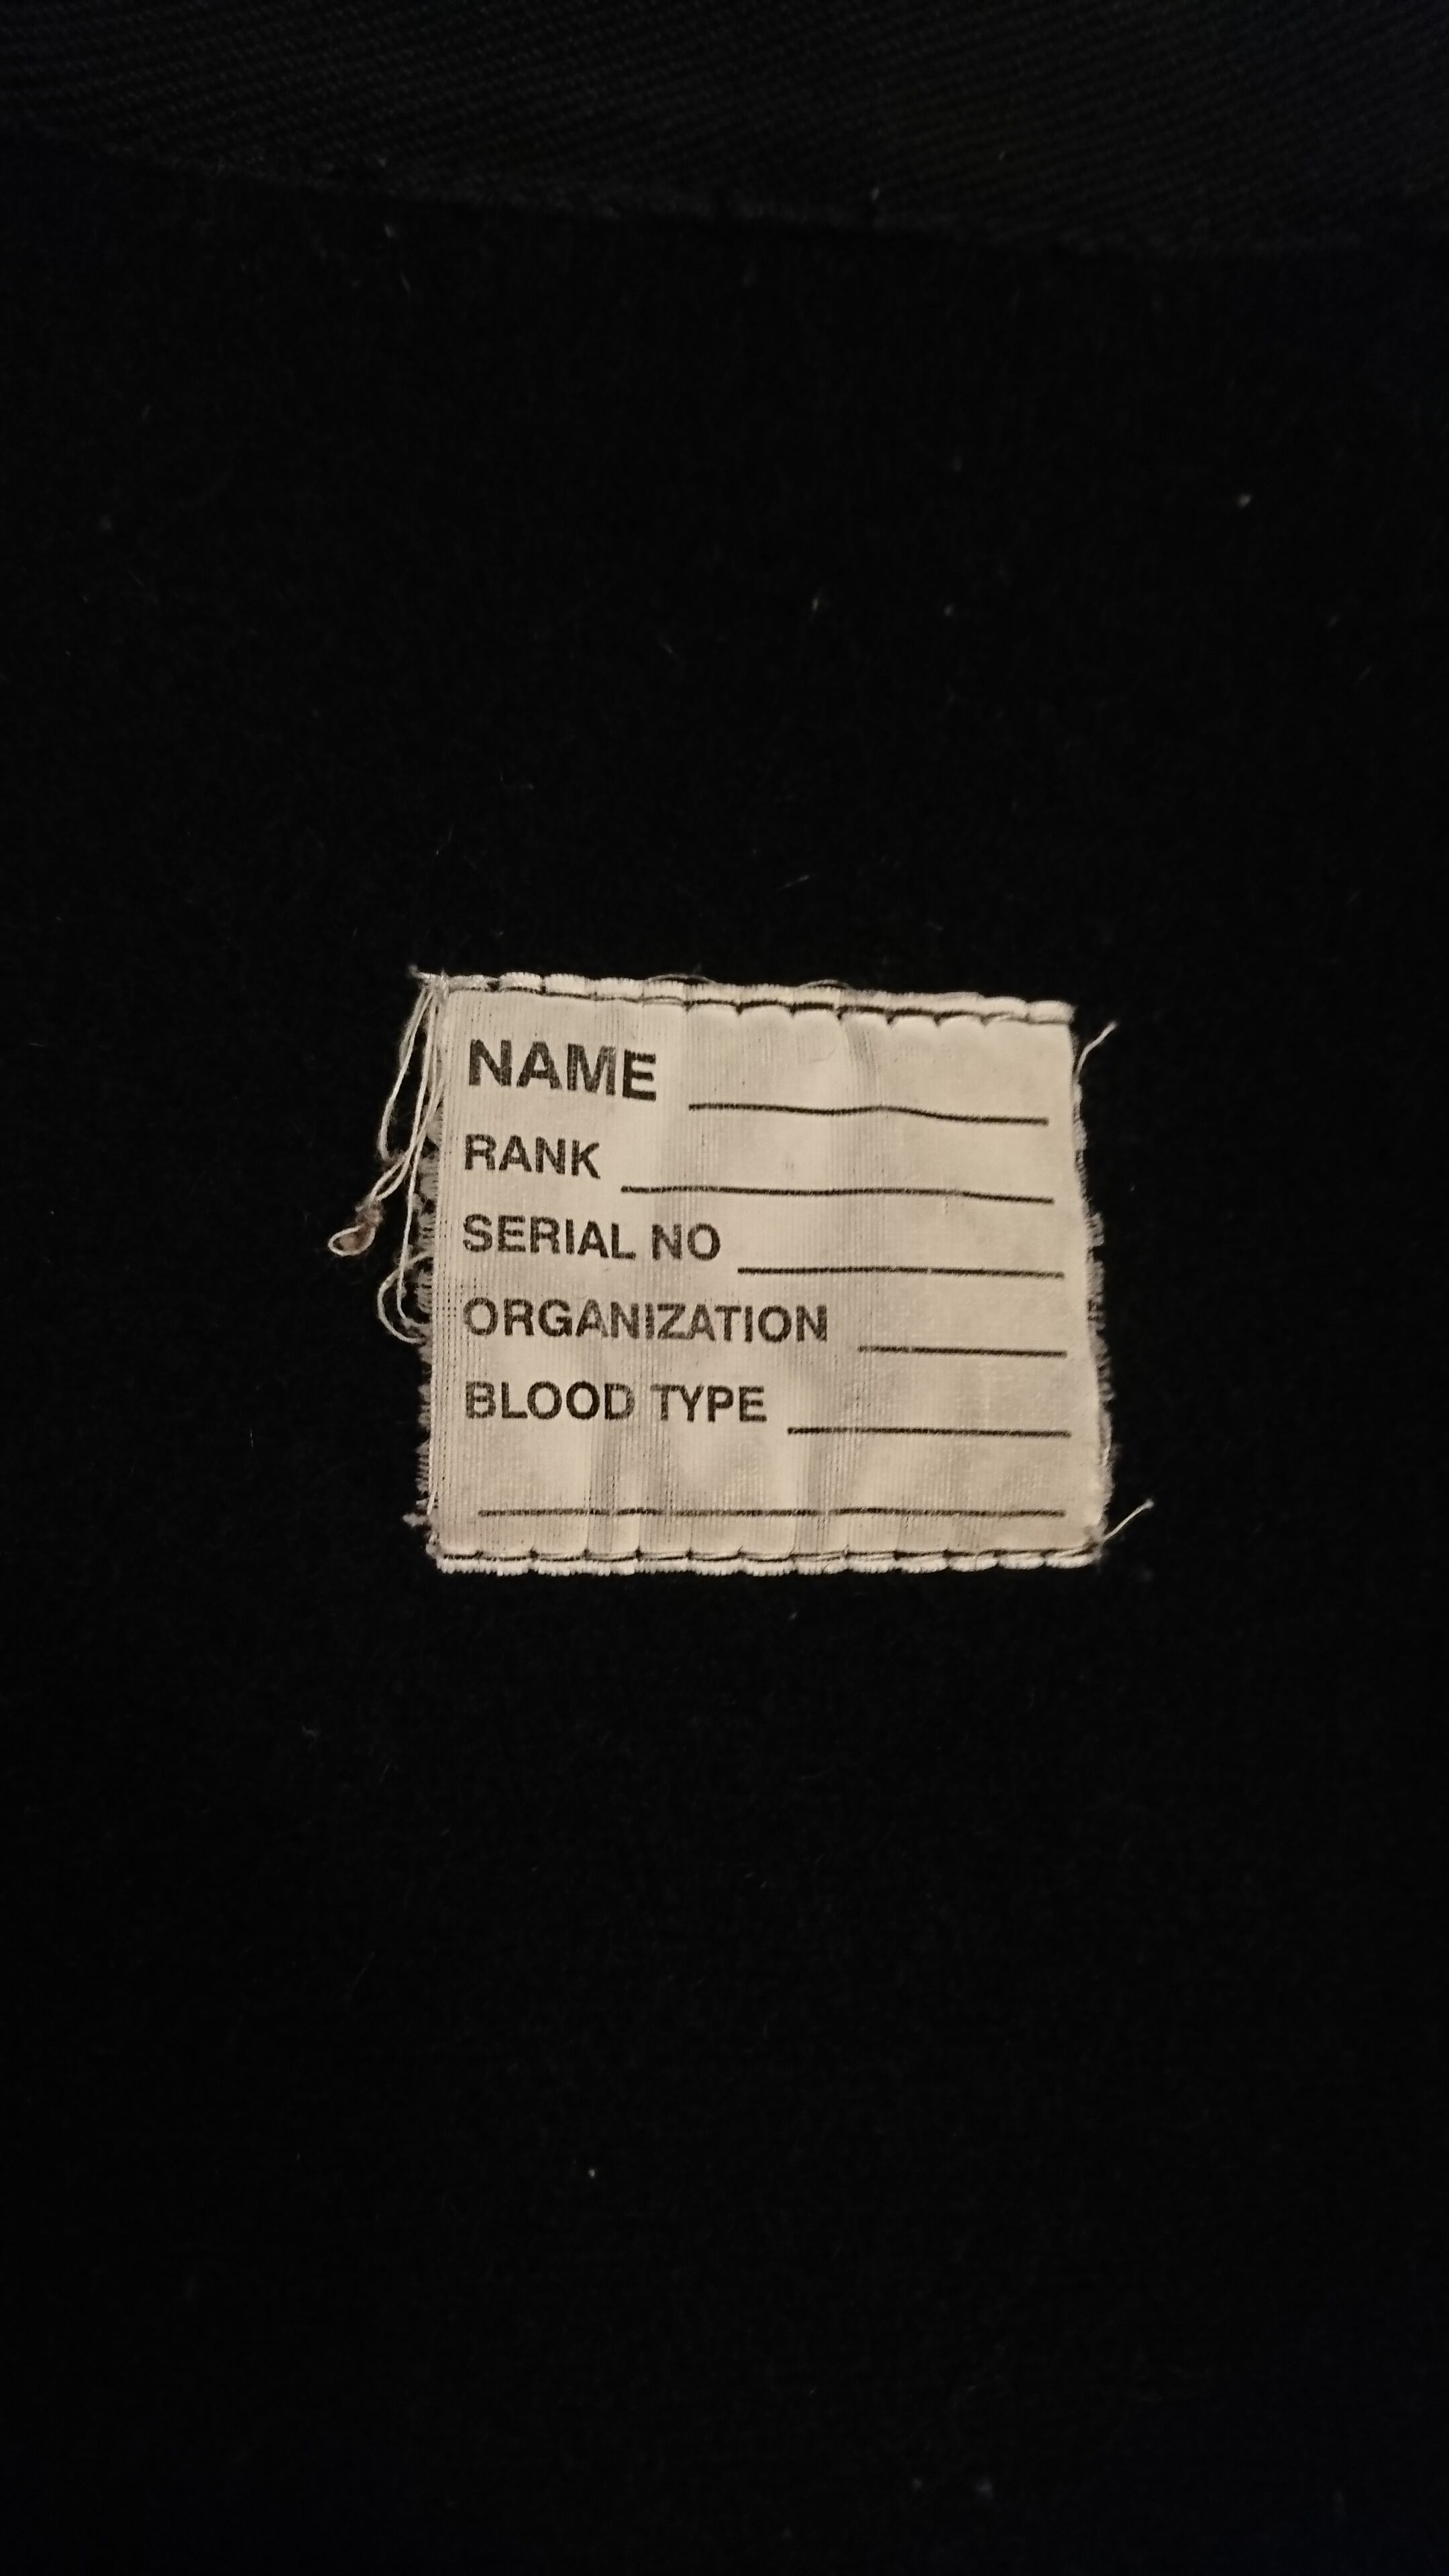 NAME
RANK
SERIAL NO
ORGANIZATION
BLOOD TYPE